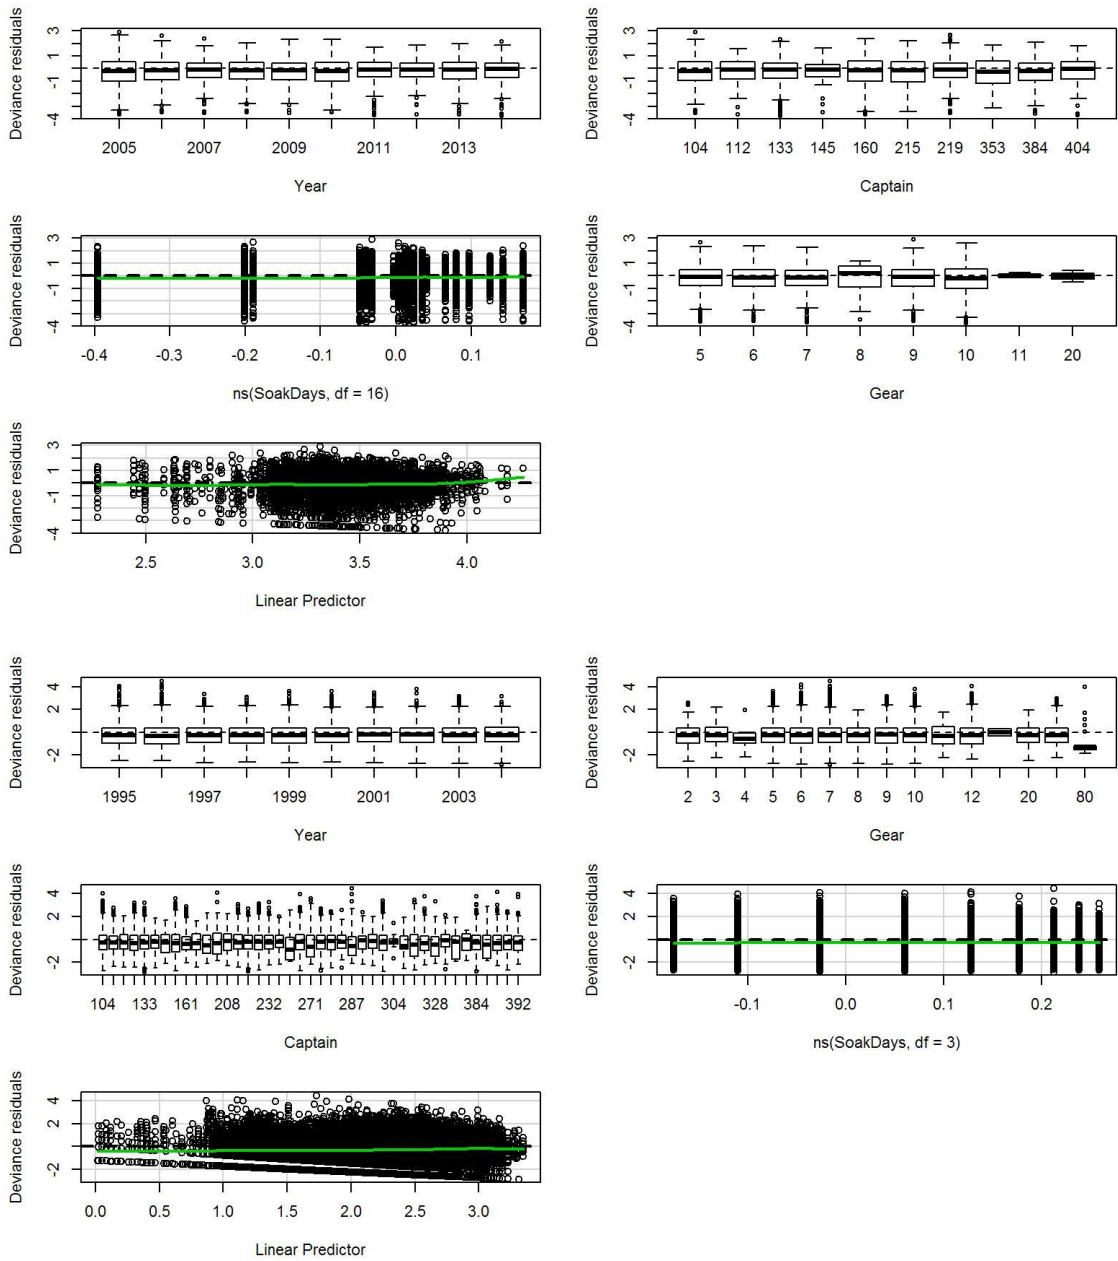 Deviance residuals
3
1
-1
-4
2005 2007 2009 2011 2013
Year
Deviance residuals
3
1
-1
-4
104 112 133 145 160 215 219 353 384 404
Captain
Deviance residuals
3
1
-1
-4
-0.4 -0.3 -0.2 -0.1 0.0 0.1
ns(SoakDays, df = 16)
Deviance residuals
3
1
-1
-4
5 6 7 8 9 10 11 20
Gear
Deviance residuals
3
1
-1
-4
2.5 3.0 3.5 4.0
Linear Predictor
Deviance residuals
4
2
-2
1995 1997 1999 2001 2003
Year
Deviance residuals
4
2
-2
2 3 4 5 6 7 8 9 10 12 20 80
Gear
Deviance residuals
4
2
-2
104 133 161 208 232 271 287 304 328 384 392
Captain
Deviance residuals
4
2
-2
-0.1 0.0 0.1 0.2
ns(SoakDays, df = 3)
Deviance residuals
4
2
-2
0.0 0.5 1.0 1.5 2.0 2.5 3.0
Linear Predictor